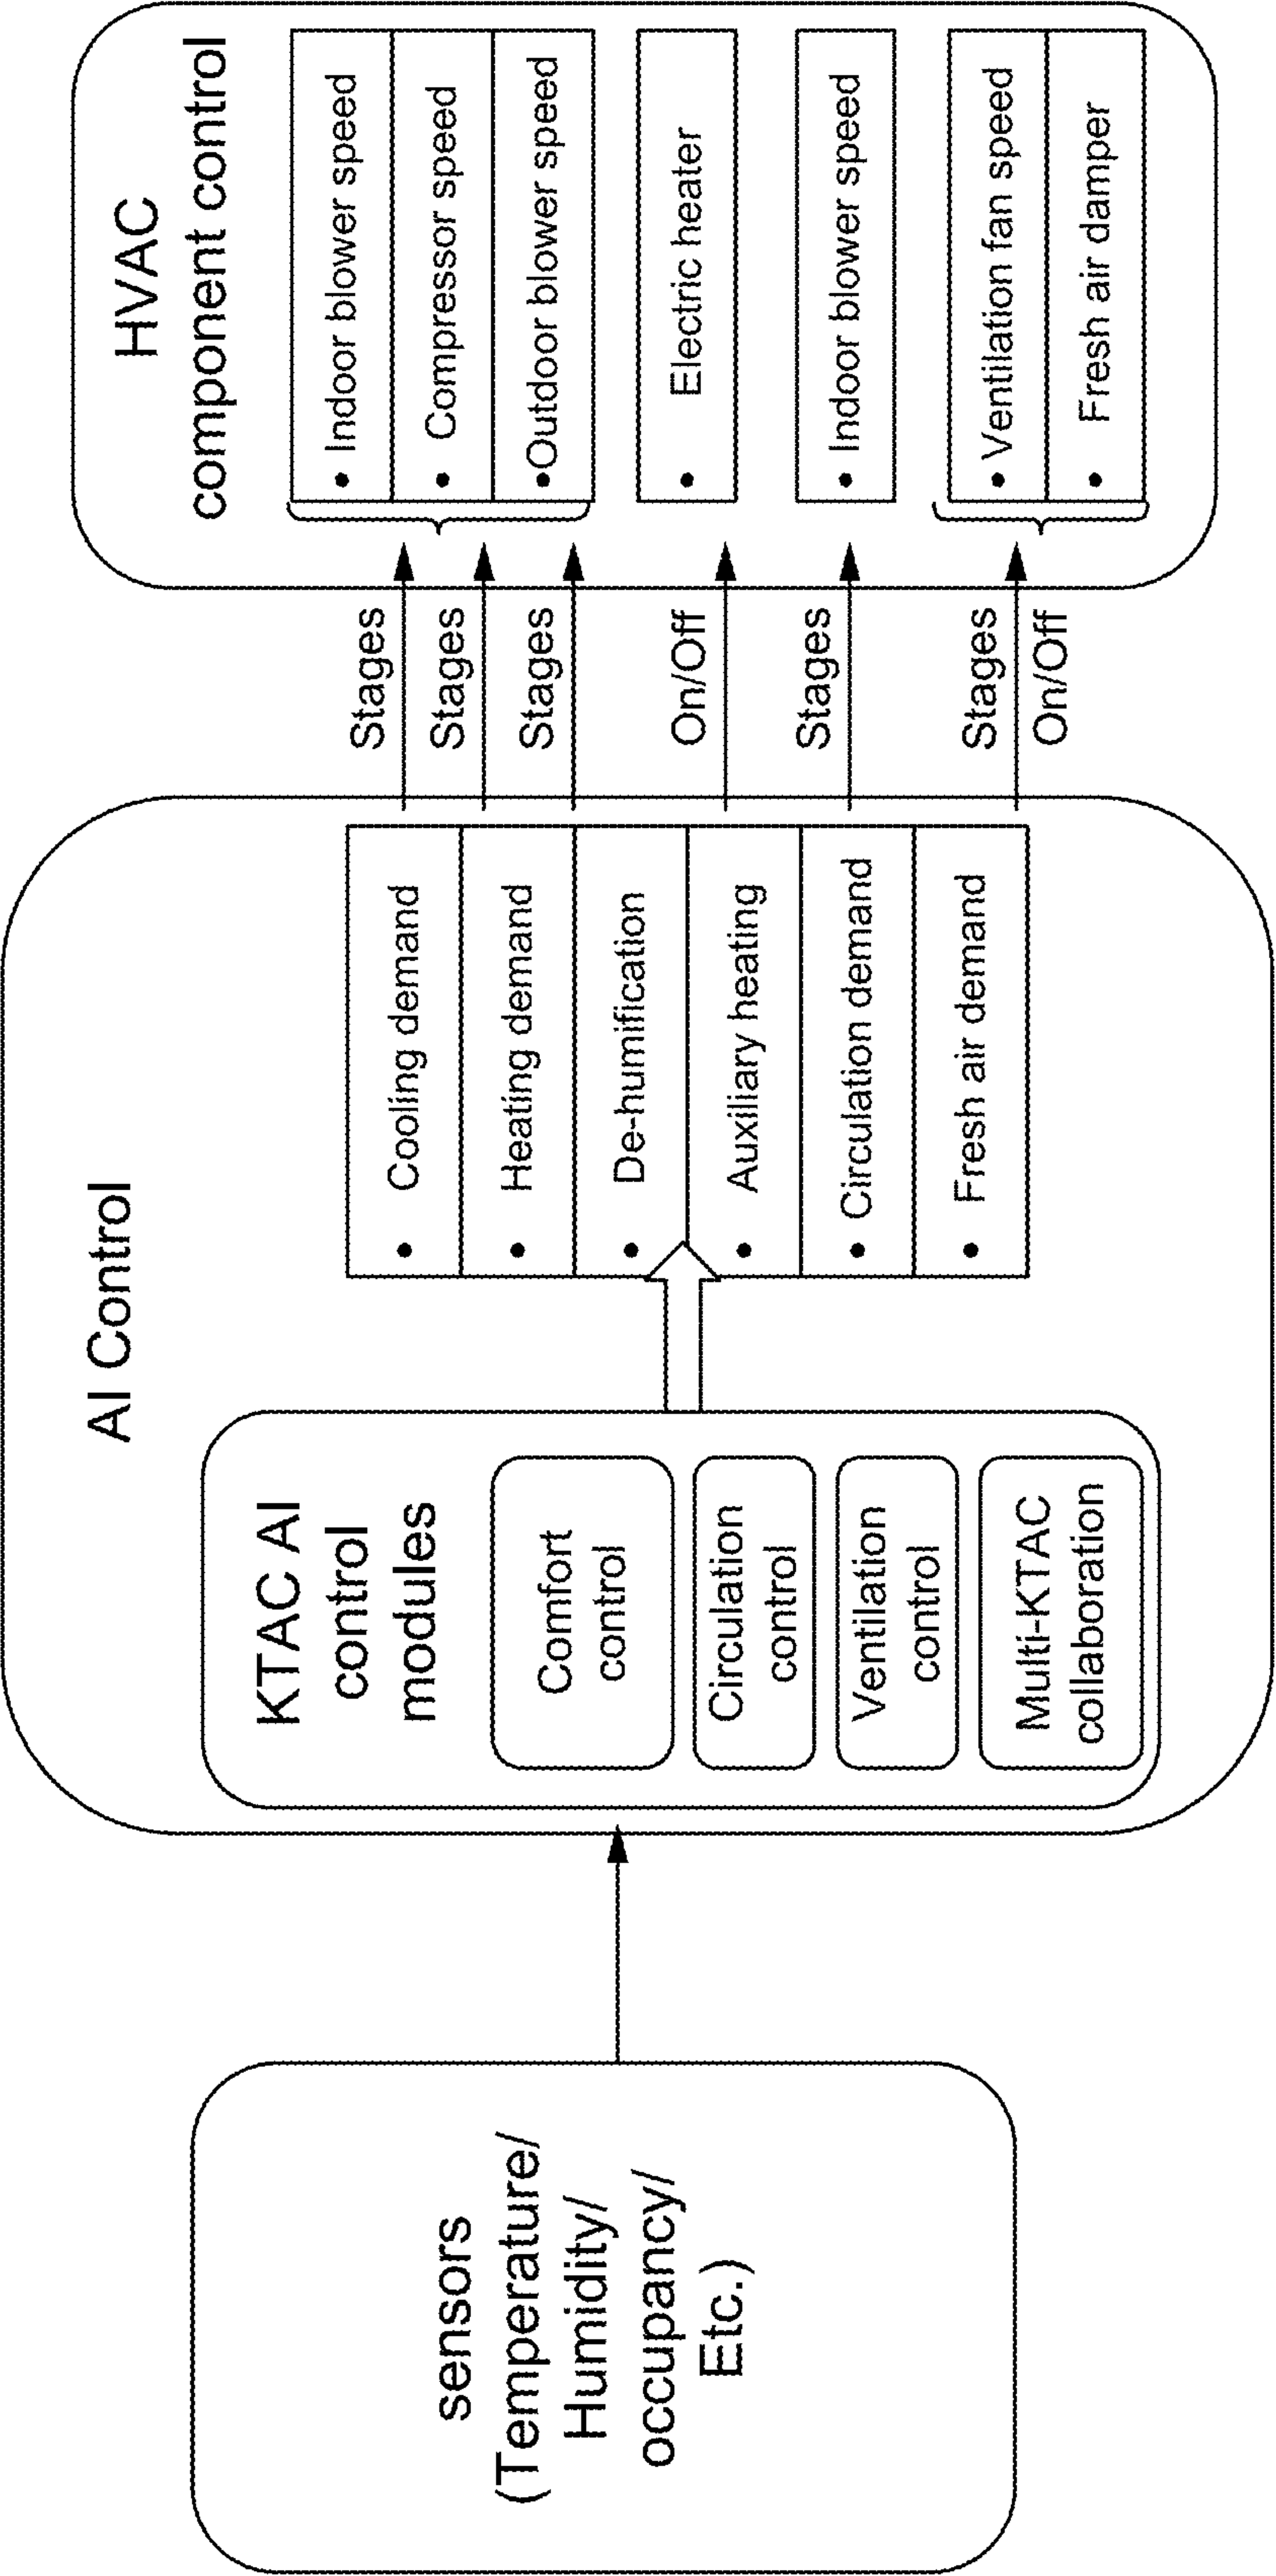 sensors
(Temperature/
Humidity/
occupancy/
Etc.)
AI Control
KTAC AI
control
modules
Comfort
control
Circulation
control
Ventilation
control
Multi-KTAC
collaboration
• Cooling demand
• Heating demand
• De-humification
• Auxiliary heating
• Circulation demand
• Fresh air demand
Stages
Stages
Stages
On/Off
Stages
Stages
On/Off
HVAC
component control
• Indoor blower speed
• Compressor speed
•Outdoor blower speed
• Electric heater
• Indoor blower speed
• Ventilation fan speed
• Fresh air damper